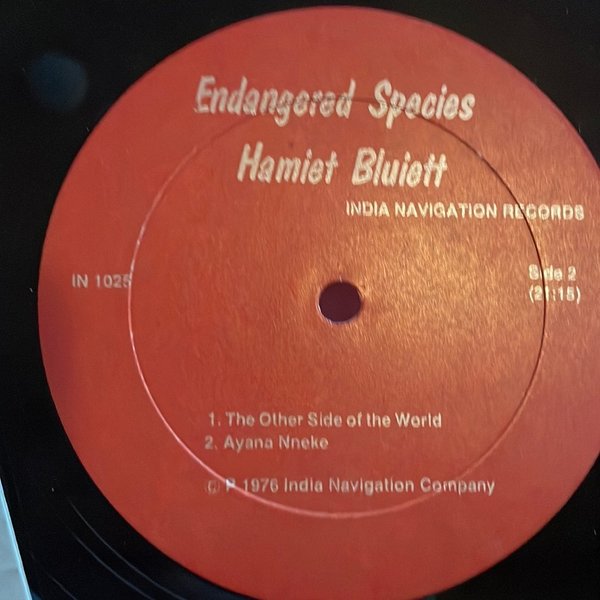 Endangered Species
Hamiet Bluiett
INDIA NAVIGATION RECORDS
IN 1025
Side 2
(21:15)
1. The Other Side of the World
2. Ayana Nneke
© P 1976 India Navigation Company